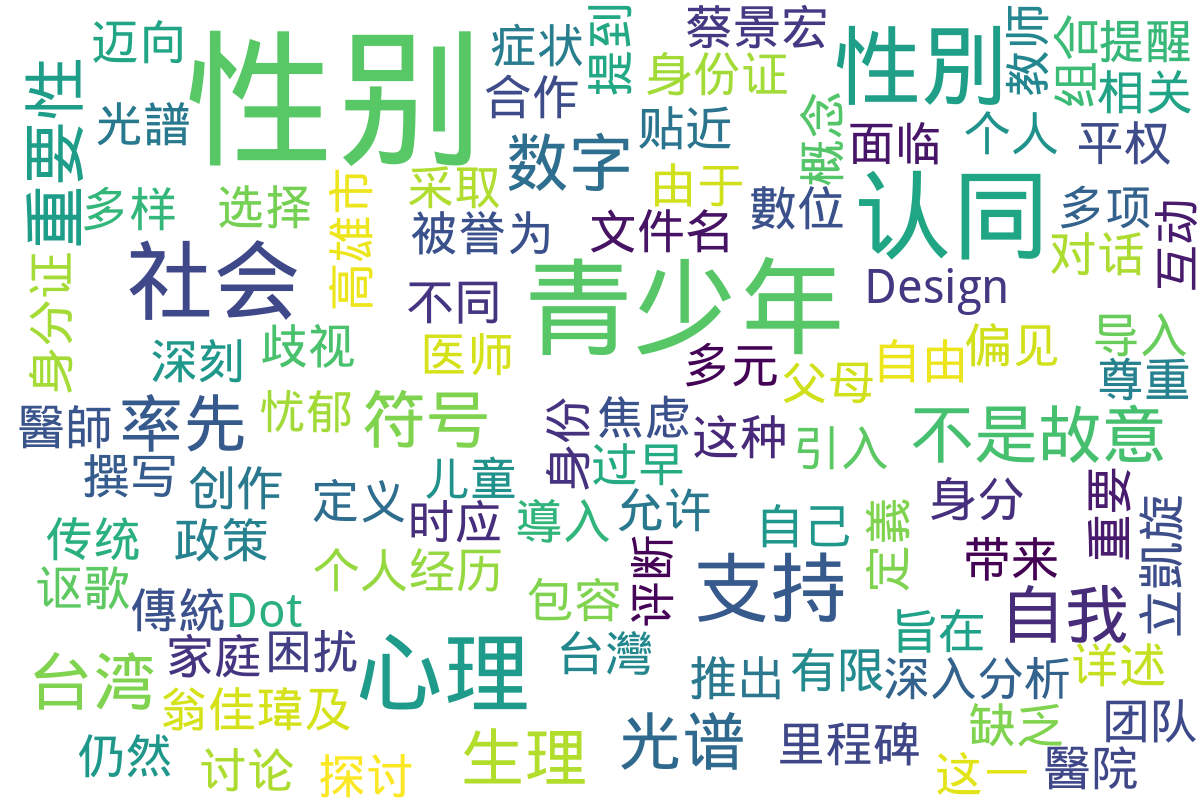 迈向
性别
症状
提到
蔡景宏
性別
教师
组合
提醒
重要性
光譜
合作
身份证
相关
数字
贴近
概念
面临
个人
平权
多样
选择
高雄市
采取
被誉为
由于
文件名
數位
认同
多项
互动
对话
身分证
社会
不同
青少年
Design
深刻
歧视
医师
多元
父母
自由
偏见
导入
尊重
醫師
率先
忧郁
符号
身份
焦虑
这种
引入
不是故意
撰写
创作
定义
儿童
过早
身分
重要
立凯旋
传统
政策
时应
導入
允许
自己
定義
带来
讴歌
傳統
Dot
个人经历
包容
评断
支持
自我
台湾
家庭
困扰
心理
台灣
旨在
推出
有限
深入分析
详述
翁佳瑋及
仍然
讨论
探讨
生理
光谱
里程碑
缺乏
这一
团队
醫院